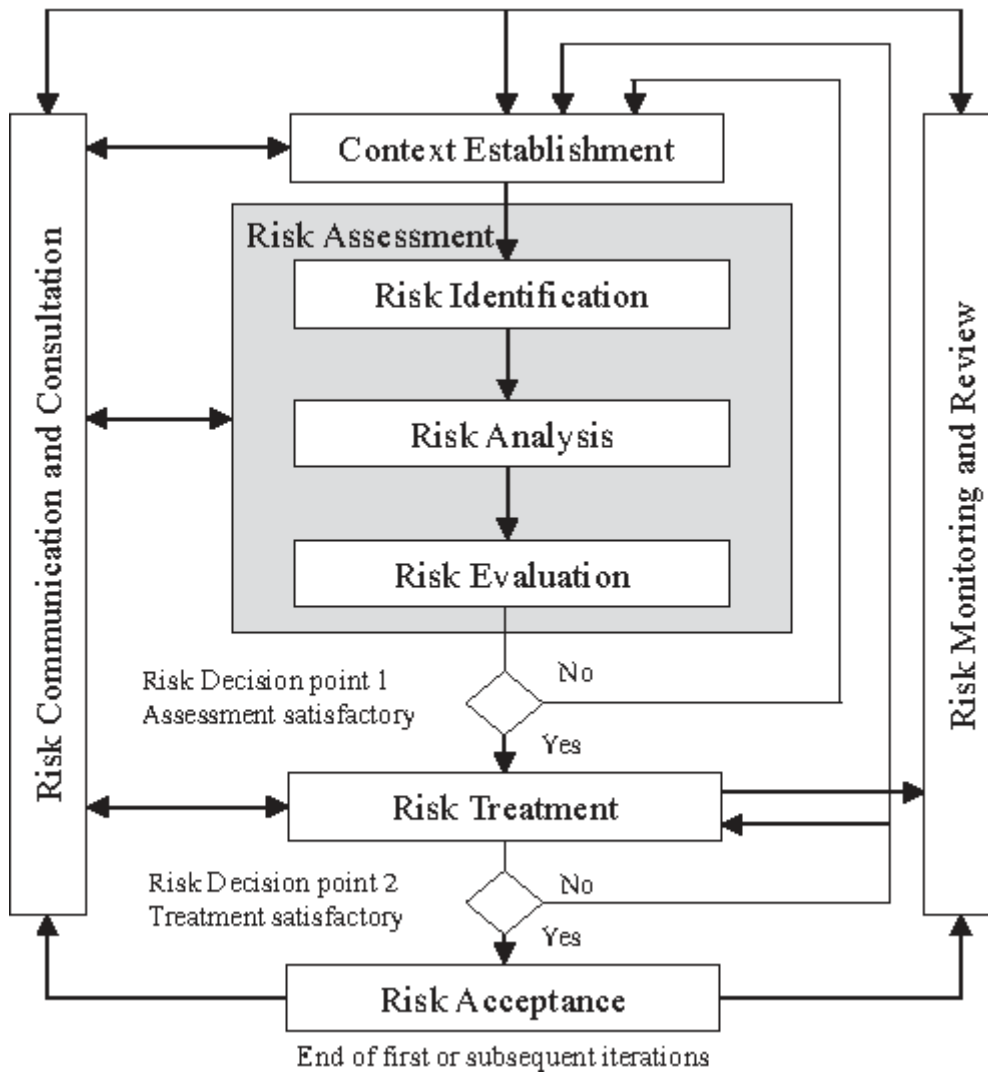 Context Establishment
Risk Assessment
Risk Identification
Risk Analysis
Risk Evaluation
Risk Communication and Consultation
Risk Monitoring and Review
Risk Decision point 1
Assessment satisfactory
No
Yes
Risk Treatment
Risk Decision point 2
Treatment satisfactory
No
Yes
Risk Acceptance
End of first or subsequent iterations